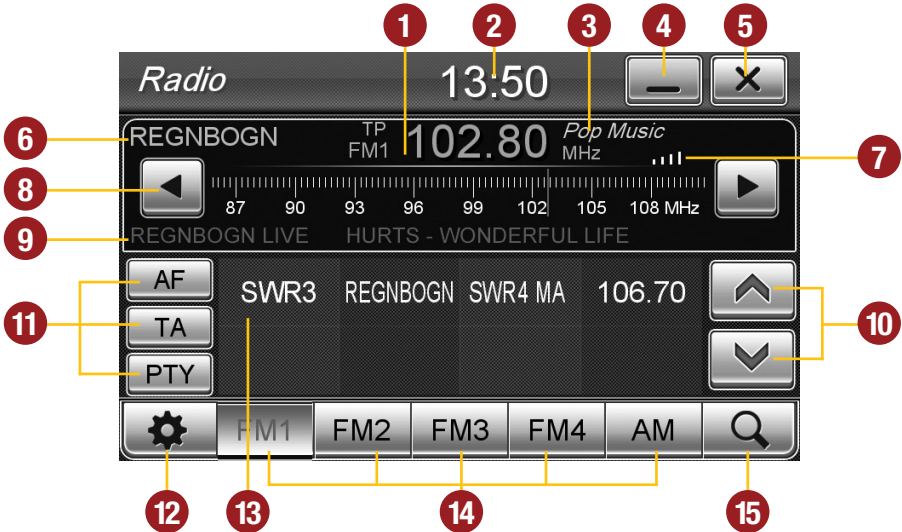 1 2 3 4 5
Radio 13:50
6 REGNBOGN TP FM1 102.80 Pop Music MHz 7
8 87 90 93 96 99 102 105 108 MHz
9 REGNBOGN LIVE HURTS - WONDERFUL LIFE
AF SWR3 REGNBOGN SWR4 MA 106.70
11 TA 10
PTY
FM1 FM2 FM3 FM4 AM
12 13 14 15